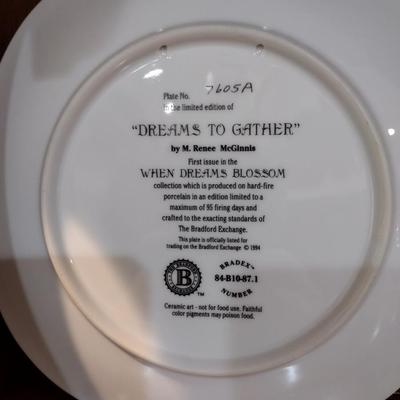 Plate No. 7605A
in the limited edition of
"DREAMS TO GATHER"
by M. Renee McGinnis
First issue in the
WHEN DREAMS BLOSSOM
collection which is produced on hard-fire
porcelain in an edition limited to a
maximum of 95 firing days and
crafted to the exacting standards of
The Bradford Exchange.
This plate is officially listed for
trading on the Bradford Exchange. © 1994
B
TM
BRADEX
84-B10-87.1
NUMBER
Ceramic art - not for food use. Faithful
color pigments may poison food.